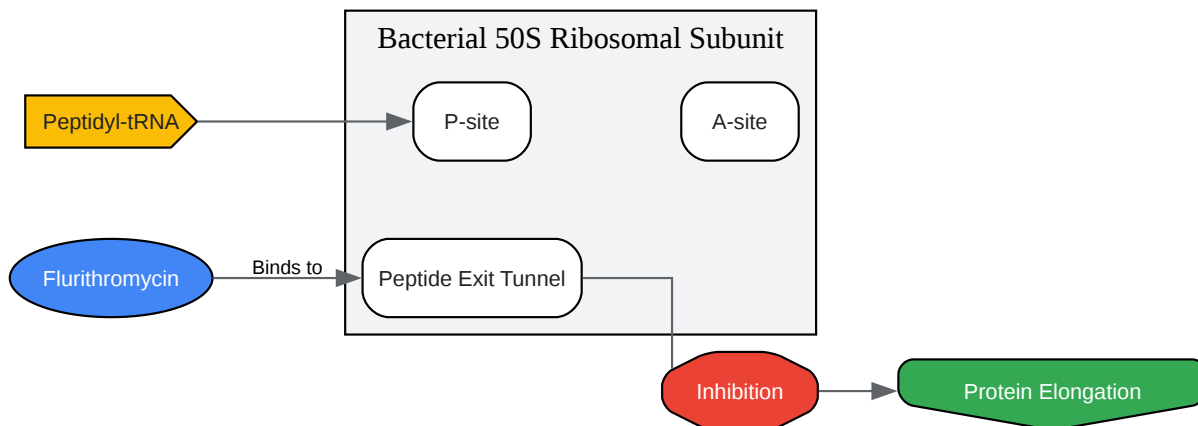 Bacterial 50S Ribosomal Subunit
Peptidyl-tRNA
P-site
A-site
Flurithromycin
Binds to
Peptide Exit Tunnel
Inhibition
Protein Elongation